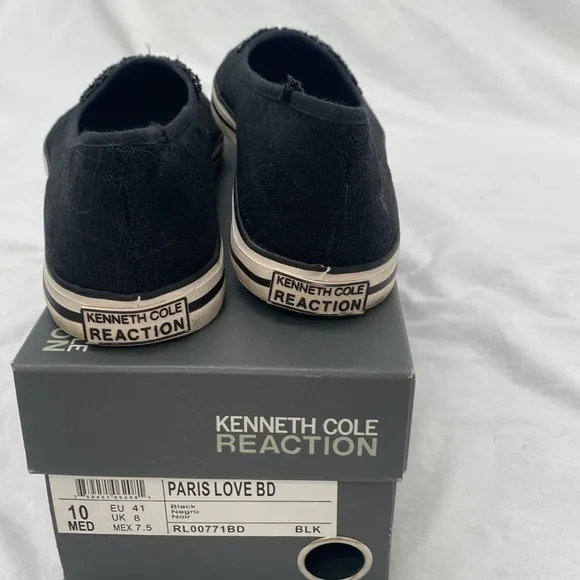 KENNETH COLE
REACTION
KENNETH COLE
REACTION
ON
KENNETH COLE
REACTION
PARIS LOVE BD
10
MED
EU 41
UK 8
MEX 7.5
Black
Negro
Noir
RL00771BD
BLK